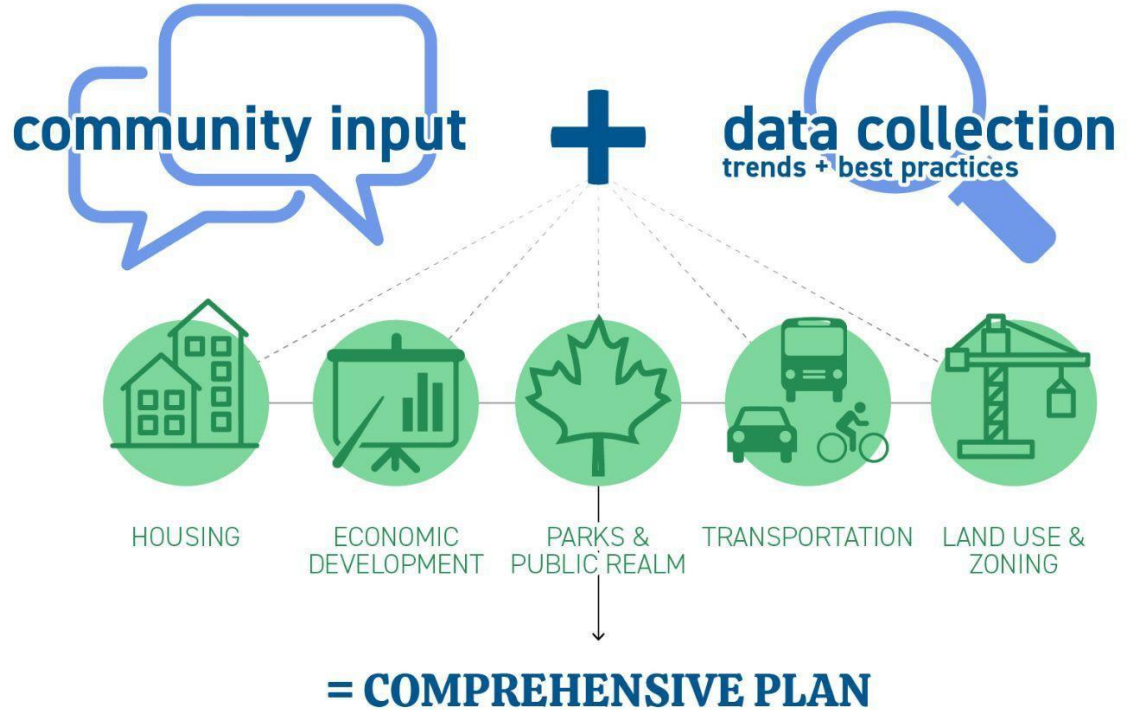 community input
+
data collection
trends + best practices
HOUSING
ECONOMIC
DEVELOPMENT
PARKS &
PUBLIC REALM
TRANSPORTATION
LAND USE &
ZONING
= COMPREHENSIVE PLAN